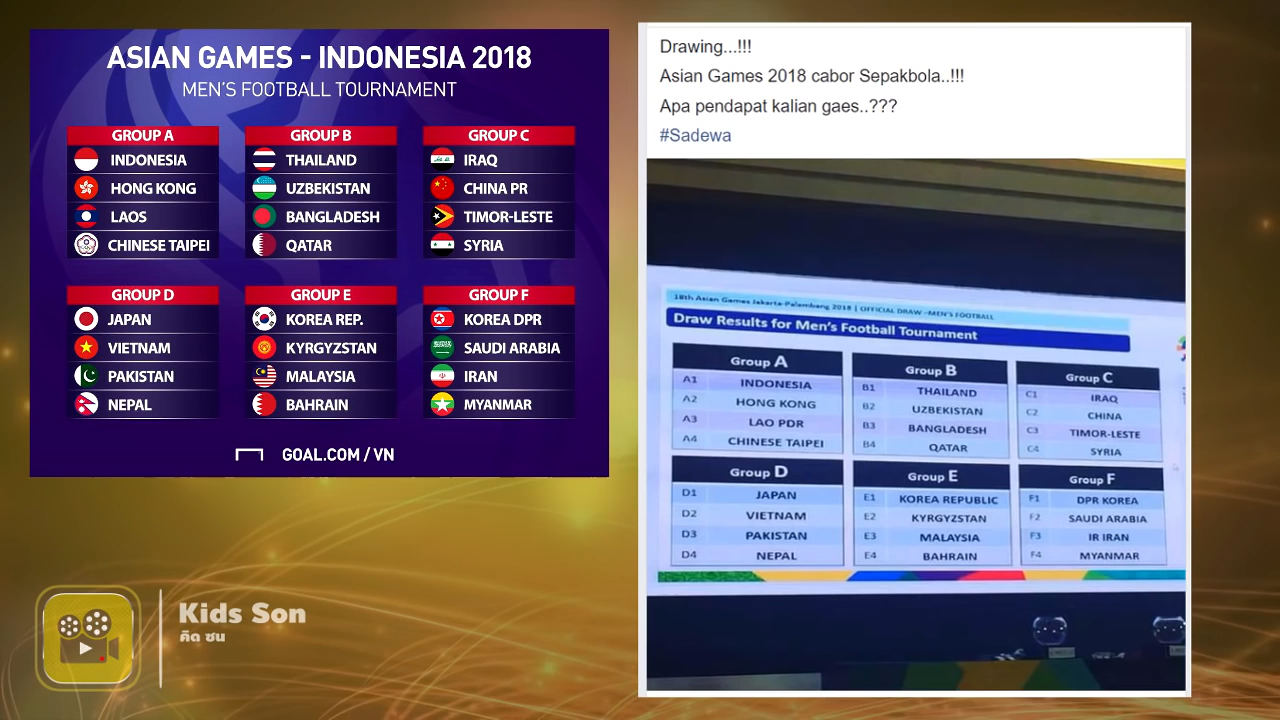 ASIAN GAMES - INDONESIA 2018
MEN'S FOOTBALL TOURNAMENT
GROUP A
INDONESIA
HONG KONG
LAOS
CHINESE TAIPEI
GROUP B
THAILAND
UZBEKISTAN
BANGLADESH
QATAR
GROUP C
IRAQ
CHINA PR
TIMOR-LESTE
SYRIA
GROUP D
JAPAN
VIETNAM
PAKISTAN
NEPAL
GROUP E
KOREA REP.
KYRGYZSTAN
MALAYSIA
BAHRAIN
GROUP F
KOREA DPR
SAUDI ARABIA
IRAN
MYANMAR
GOAL.COM / VN
Drawing...!!!
Asian Games 2018 cabor Sepakbola..!!!
Apa pendapat kalian gaes..???
#Sadewa
18th Asian Games Jakarta-Palembang 2018 | OFFICIAL DRAW -MEN'S FOOTBALL
Draw Results for Men's Football Tournament
Group A
A1 INDONESIA
A2 HONG KONG
A3 LAO PDR
A4 CHINESE TAIPEI
Group B
B1 THAILAND
B2 UZBEKISTAN
B3 BANGLADESH
B4 QATAR
Group C
C1 IRAQ
C2 CHINA
C3 TIMOR-LESTE
C4 SYRIA
Group D
D1 JAPAN
D2 VIETNAM
D3 PAKISTAN
D4 NEPAL
Group E
E1 KOREA REPUBLIC
E2 KYRGYZSTAN
E3 MALAYSIA
E4 BAHRAIN
Group F
F1 DPR KOREA
F2 SAUDI ARABIA
F3 IR IRAN
F4 MYANMAR
Kids Son
คิด ซน